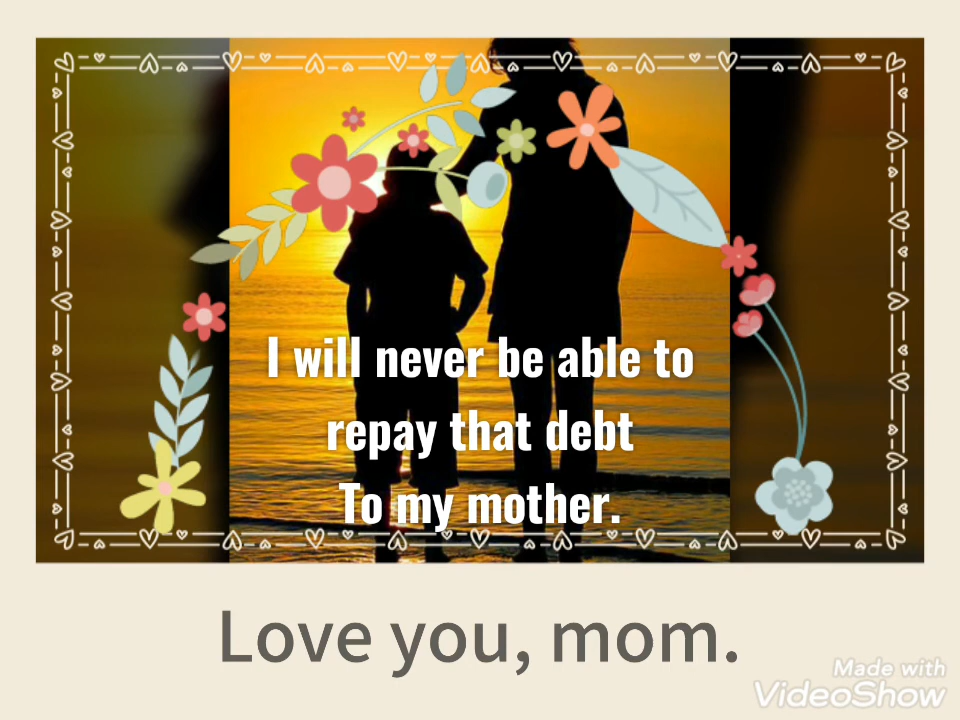 I will never be able to
repay that debt
To my mother.
Love you, mom.
Made with
VideoShow